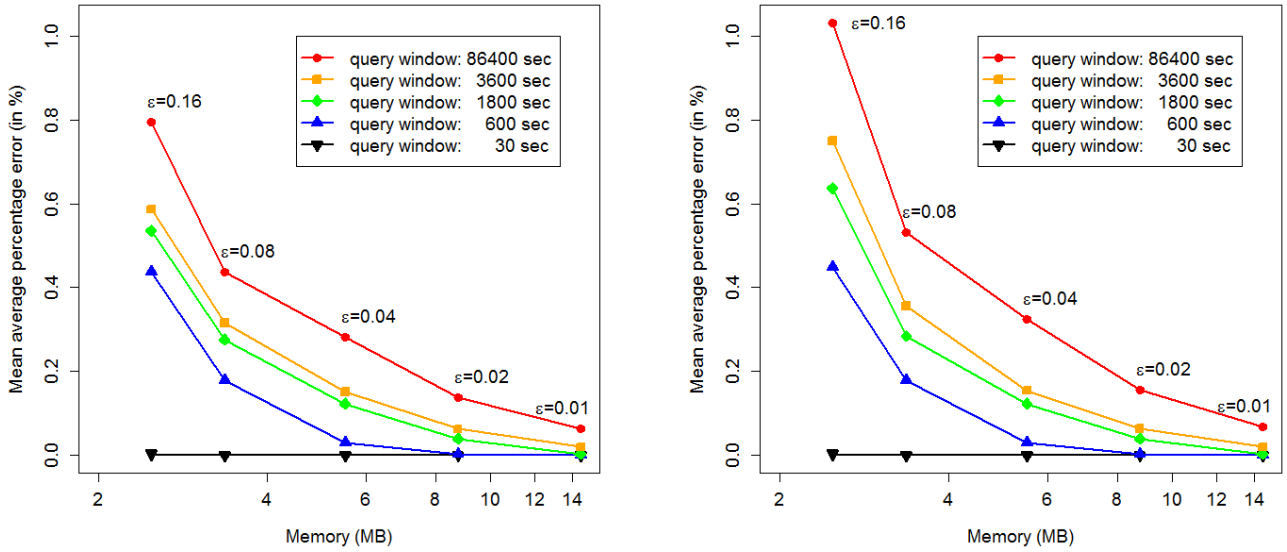 Mean average percentage error (in %)
1.0
0.8
0.6
0.4
0.2
0.0
query window: 86400 sec
query window: 3600 sec
query window: 1800 sec
query window: 600 sec
query window: 30 sec
ε=0.16
ε=0.08
ε=0.04
ε=0.02
ε=0.01
2 4 6 8 10 12 14
Memory (MB)
Mean average percentage error (in %)
1.0
0.8
0.6
0.4
0.2
0.0
ε=0.16
query window: 86400 sec
query window: 3600 sec
query window: 1800 sec
query window: 600 sec
query window: 30 sec
ε=0.08
ε=0.04
ε=0.02
ε=0.01
2 4 6 8 10 12 14
Memory (MB)